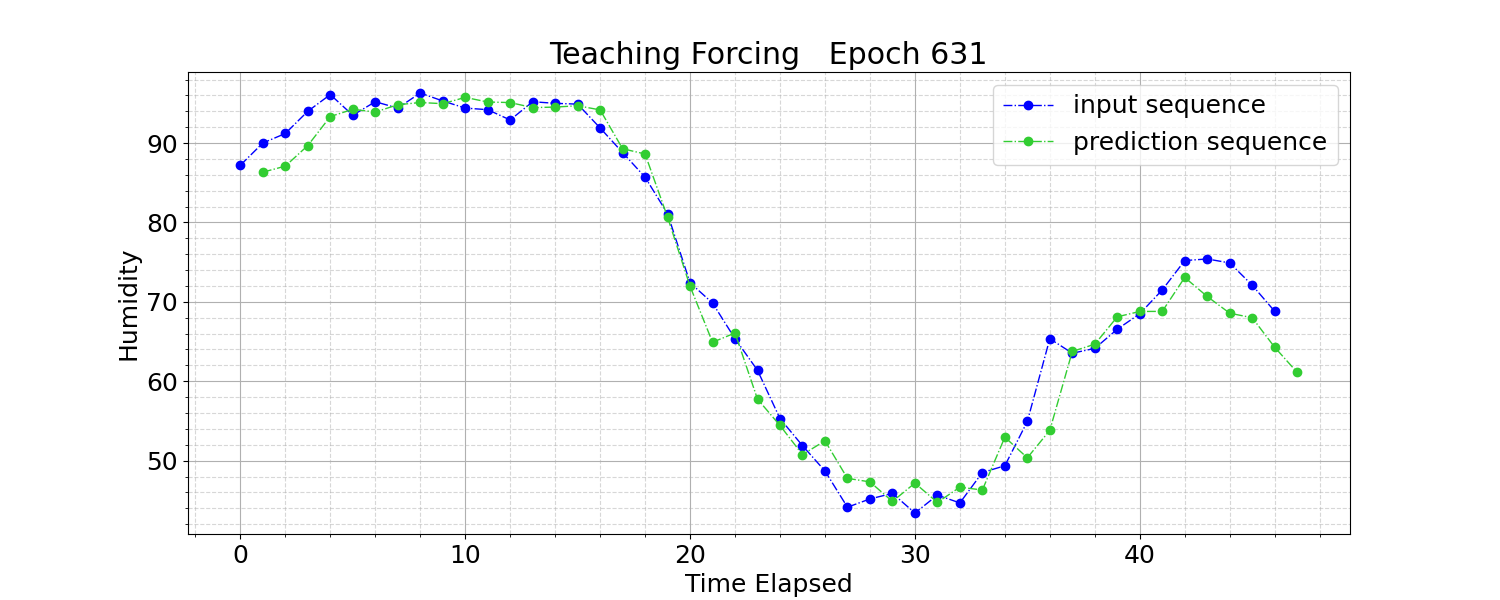 Teaching Forcing   Epoch 631
input sequence
prediction sequence
Humidity
90
80
70
60
50
0 10 20 30 40
Time Elapsed